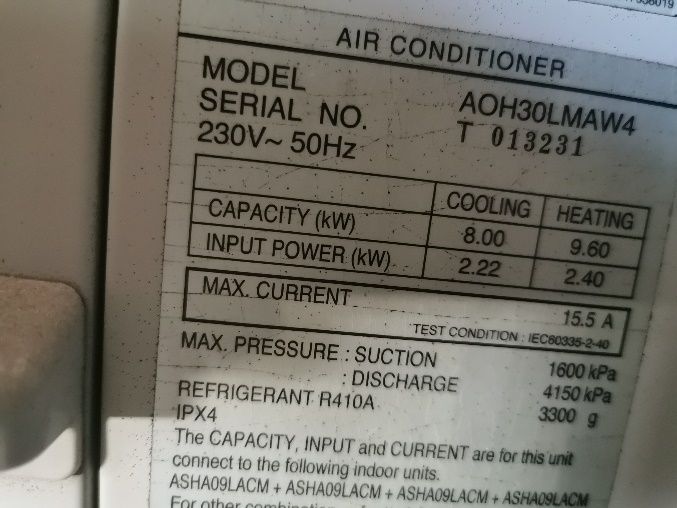 AIR CONDITIONER
MODEL AOH30LMAW4
SERIAL NO. T 013231
230V~ 50Hz
COOLING HEATING
CAPACITY (kW) 8.00 9.60
INPUT POWER (kW) 2.22 2.40
MAX. CURRENT 15.5 A
TEST CONDITION : IEC60335-2-40
MAX. PRESSURE : SUCTION 1600 kPa
: DISCHARGE 4150 kPa
REFRIGERANT R410A 3300 g
IPX4
The CAPACITY, INPUT and CURRENT are for this unit
connect to the following indoor units.
ASHA09LACM + ASHA09LACM + ASHA09LACM + ASHA09LACM
For other